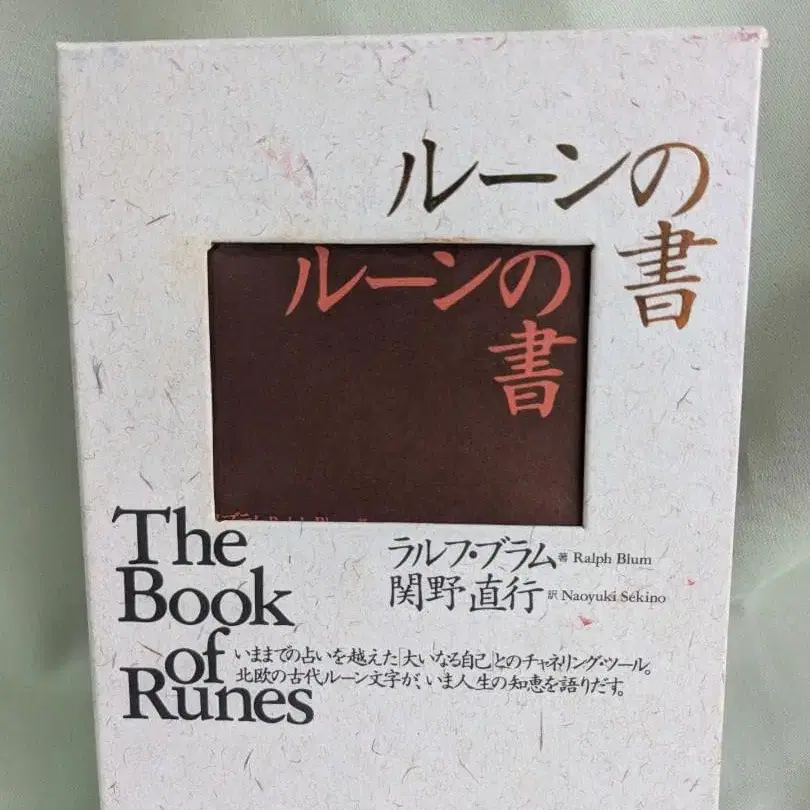 ルーンの
書
ルーンの
書
The
Book
of
Runes
ラルフ・ブラム 著 Ralph Blum
関野直行 訳 Naoyuki Sekino
いままでの占いを越えた「大いなる自己」とのチャネリング・ツール。
北欧の古代ルーン文字が、いま人生の知恵を語りだす。